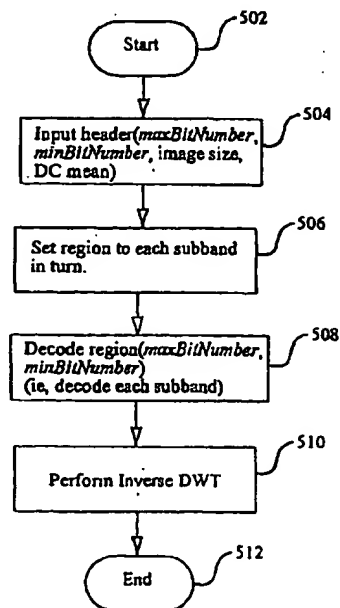 502
Start
504
Input header(maxBitNumber,
minBitNumber, image size,
DC mean)
506
Set region to each subband
in turn.
508
Decode region(maxBitNumber,
minBitNumber)
(ie, decode each subband)
510
Perform Inverse DWT
512
End